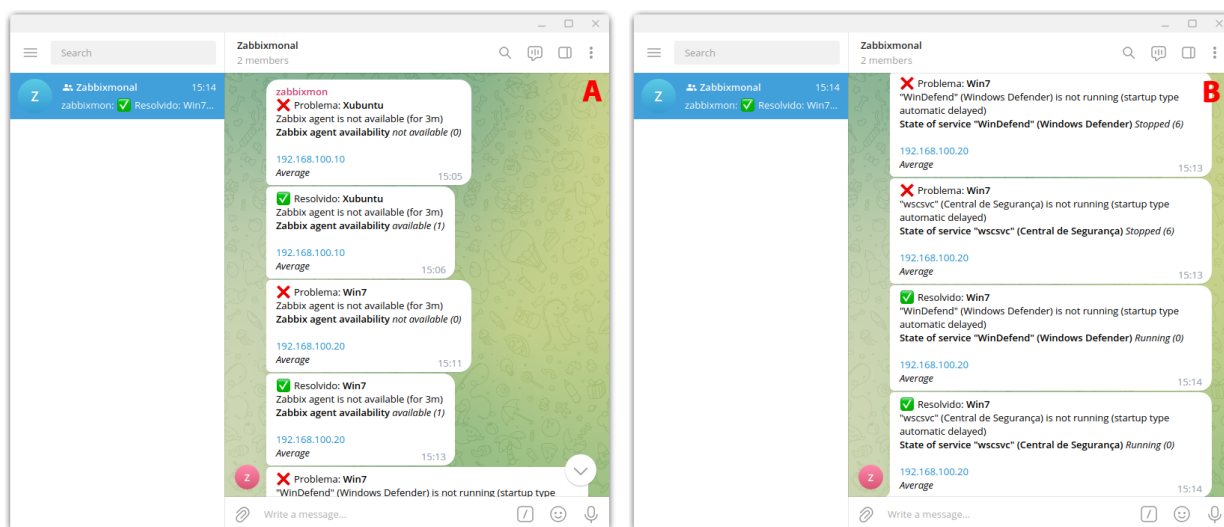 Search
Zabbixmonal
2 members
Z
Zabbixmonal
15:14
zabbixmon: ✅ Resolvido: Win7...
A
zabbixmon
❌ Problema: Xubuntu
Zabbix agent is not available (for 3m)
Zabbix agent availability not available (0)
192.168.100.10
Average
15:05
✅ Resolvido: Xubuntu
Zabbix agent is not available (for 3m)
Zabbix agent availability available (1)
192.168.100.10
Average
15:06
❌ Problema: Win7
Zabbix agent is not available (for 3m)
Zabbix agent availability not available (0)
192.168.100.20
Average
15:11
✅ Resolvido: Win7
Zabbix agent is not available (for 3m)
Zabbix agent availability available (1)
192.168.100.20
Average
15:13
Z
❌ Problema: Win7
"WinDefend" (Windows Defender) is not running (startup type
Write a message...
Search
Zabbixmonal
2 members
Z
Zabbixmonal
15:14
zabbixmon: ✅ Resolvido: Win7...
B
❌ Problema: Win7
"WinDefend" (Windows Defender) is not running (startup type
automatic delayed)
State of service "WinDefend" (Windows Defender) Stopped (6)
192.168.100.20
Average
15:13
❌ Problema: Win7
"wscsvc" (Central de Segurança) is not running (startup type
automatic delayed)
State of service "wscsvc" (Central de Segurança) Stopped (6)
192.168.100.20
Average
15:13
✅ Resolvido: Win7
"WinDefend" (Windows Defender) is not running (startup type
automatic delayed)
State of service "WinDefend" (Windows Defender) Running (0)
192.168.100.20
Average
15:14
✅ Resolvido: Win7
"wscsvc" (Central de Segurança) is not running (startup type
automatic delayed)
State of service "wscsvc" (Central de Segurança) Running (0)
192.168.100.20
Average
15:14
Z
Write a message...